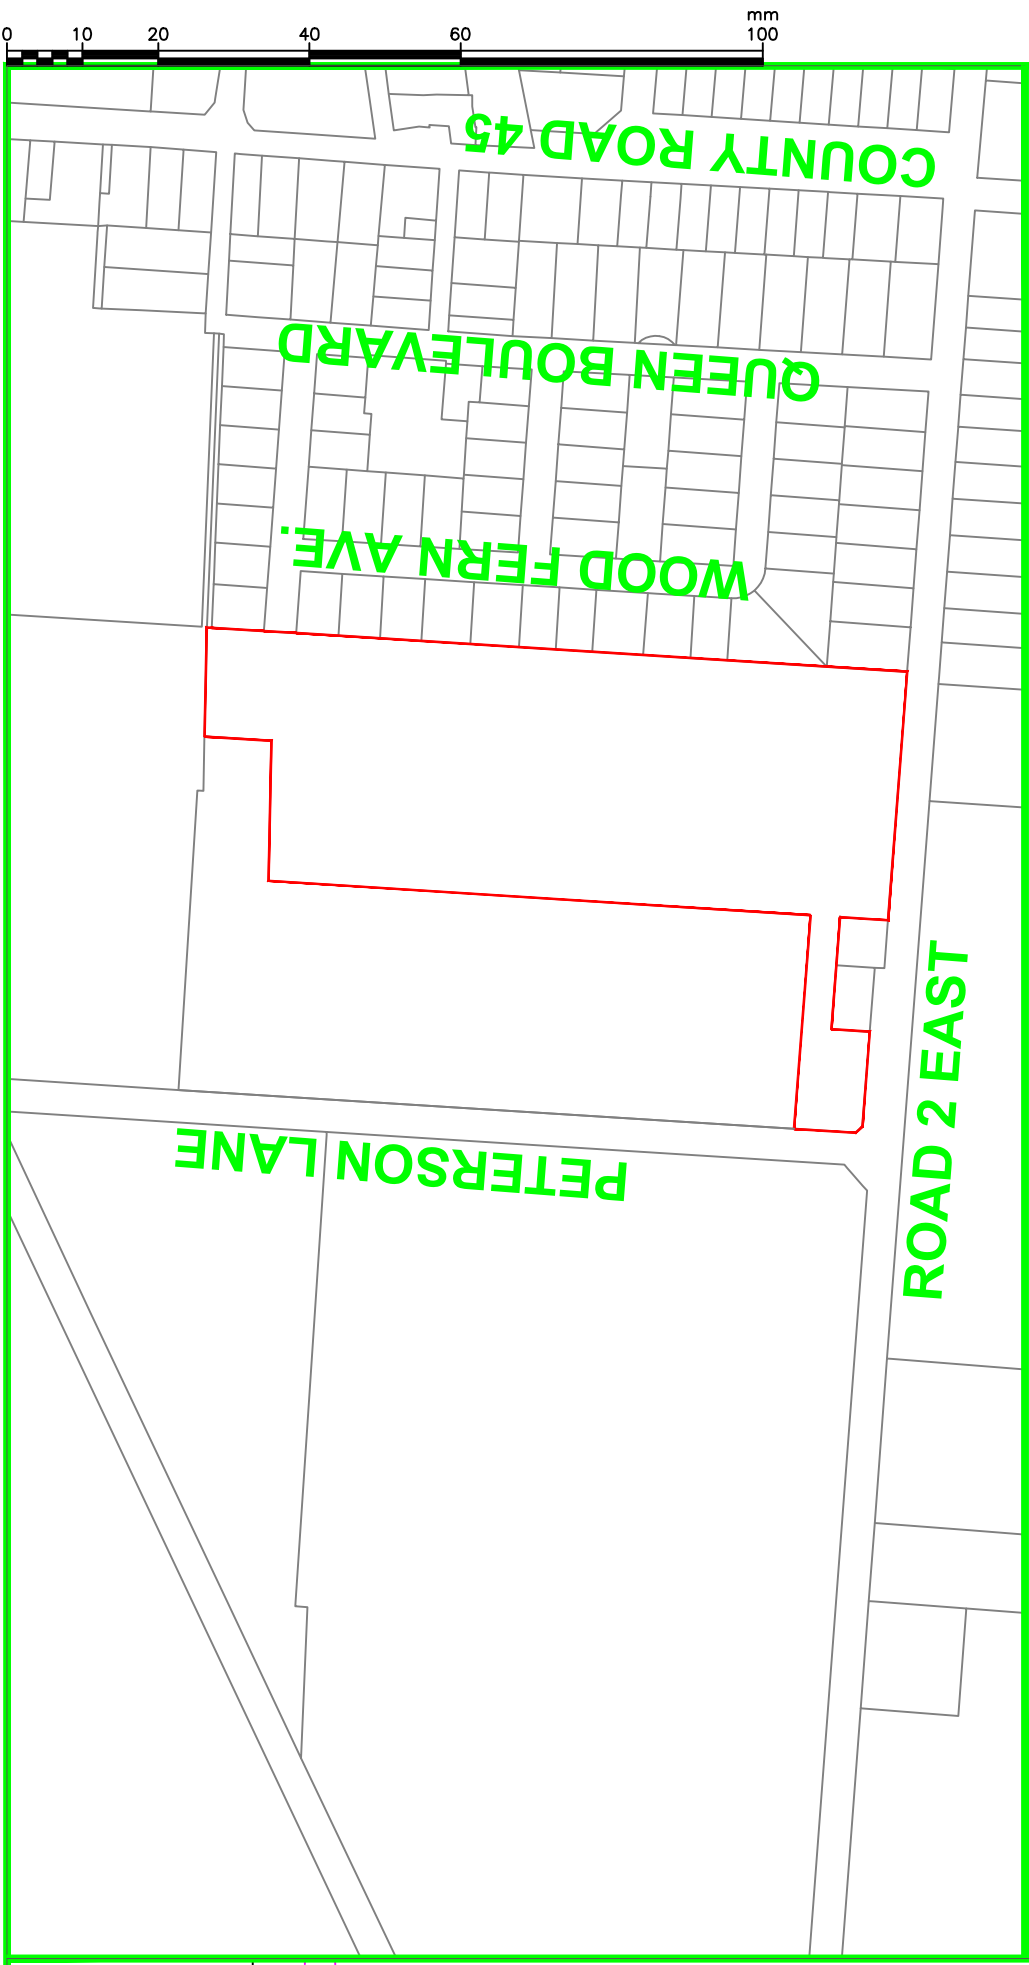 mm
0 10 20 40 60 100
COUNTY ROAD 45
QUEEN BOULEVARD
WOOD FERN AVE.
ROAD 2 EAST
PETERSON LANE